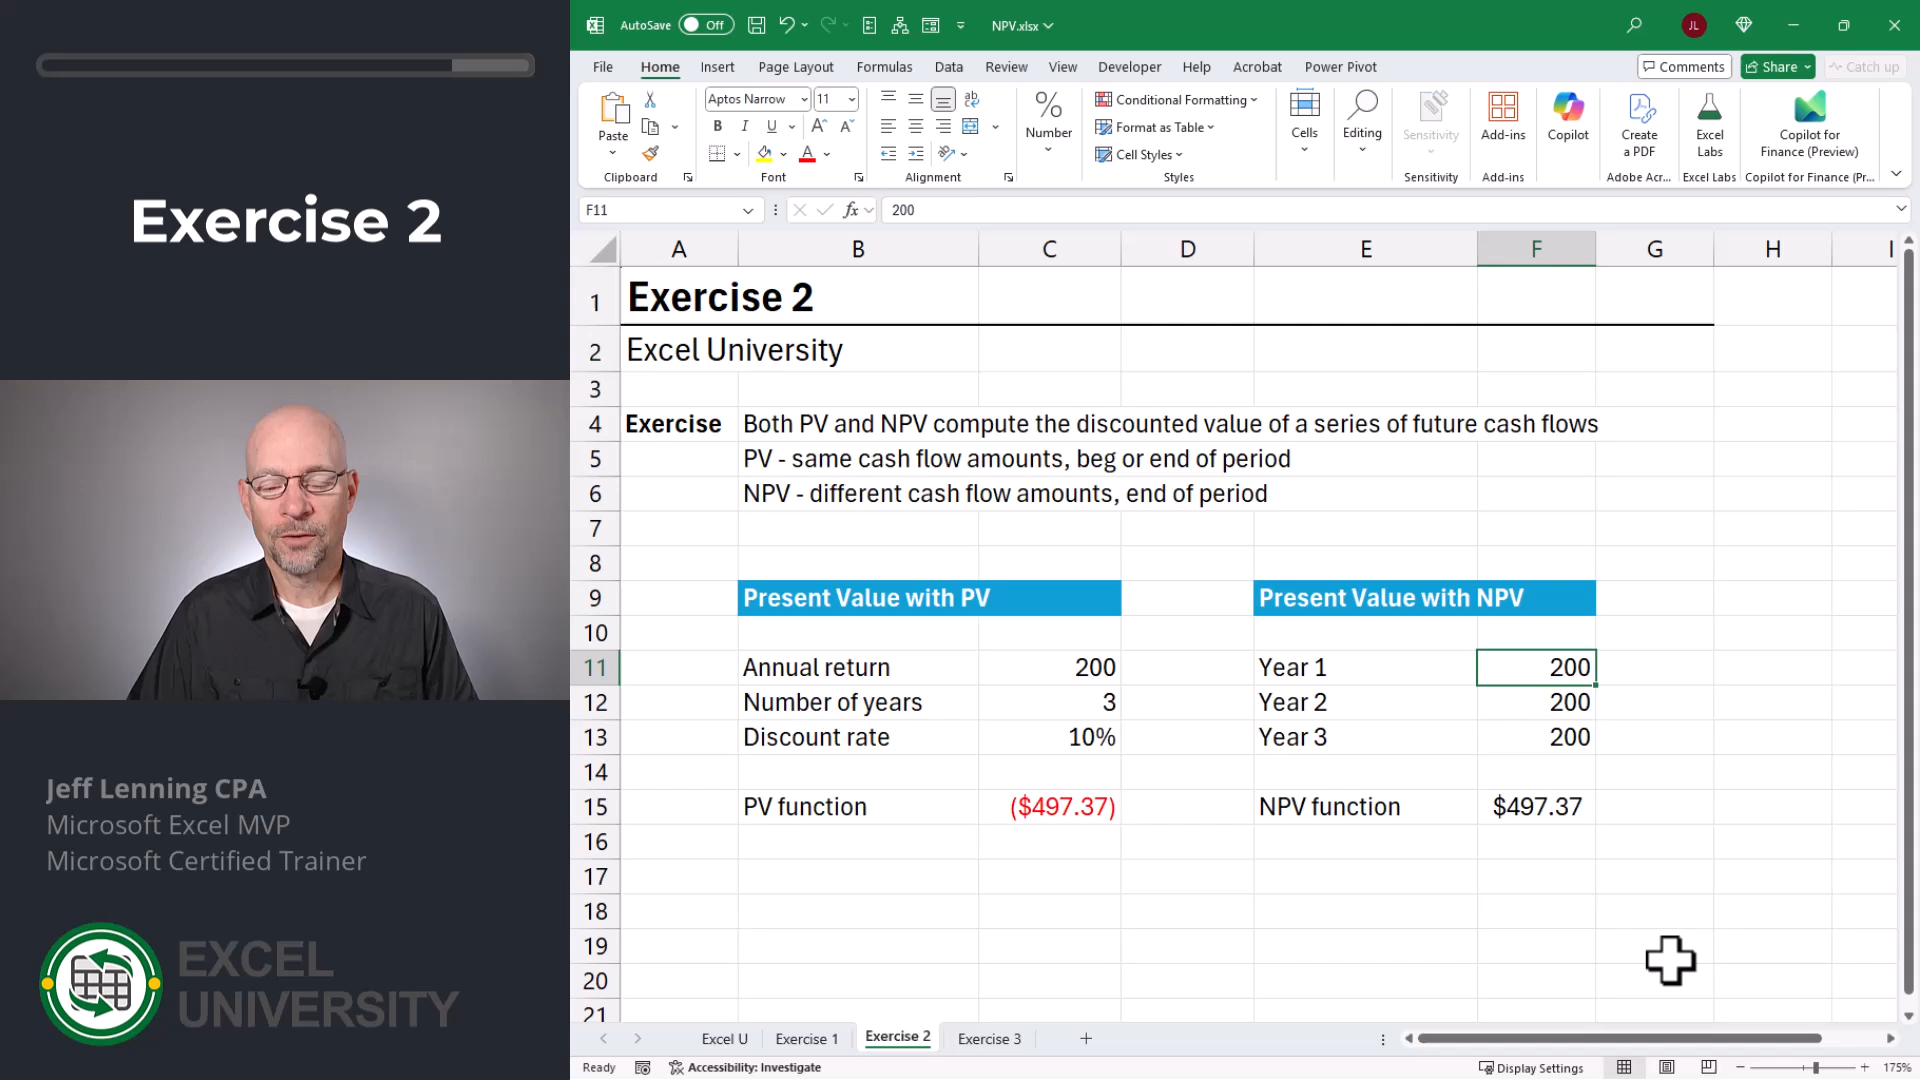 Exercise 2
Jeff Lenning CPA
Microsoft Excel MVP
Microsoft Certified Trainer
EXCEL
UNIVERSITY
AutoSave Off NPV.xlsx JL
File Home Insert Page Layout Formulas Data Review View Developer Help Acrobat Power Pivot Comments Share Catch up
Aptos Narrow 11 Conditional Formatting
Format as Table
Cell Styles
Paste B I U A A A ab Number Cells Editing Sensitivity Add-ins Copilot Create a PDF Excel Labs Copilot for Finance (Preview)
Clipboard Font Alignment Styles Sensitivity Add-ins Adobe Acr... Excel Labs Copilot for Finance (Pr...
F11 fx 200
A B C D E F G H I
1 Exercise 2
2 Excel University
3
4 Exercise Both PV and NPV compute the discounted value of a series of future cash flows
5 PV - same cash flow amounts, beg or end of period
6 NPV - different cash flow amounts, end of period
7
8
9 Present Value with PV Present Value with NPV
10
11 Annual return 200 Year 1 200
12 Number of years 3 Year 2 200
13 Discount rate 10% Year 3 200
14
15 PV function ($497.37) NPV function $497.37
16
17
18
19
20
21
Excel U Exercise 1 Exercise 2 Exercise 3
Ready Accessibility: Investigate Display Settings 175%